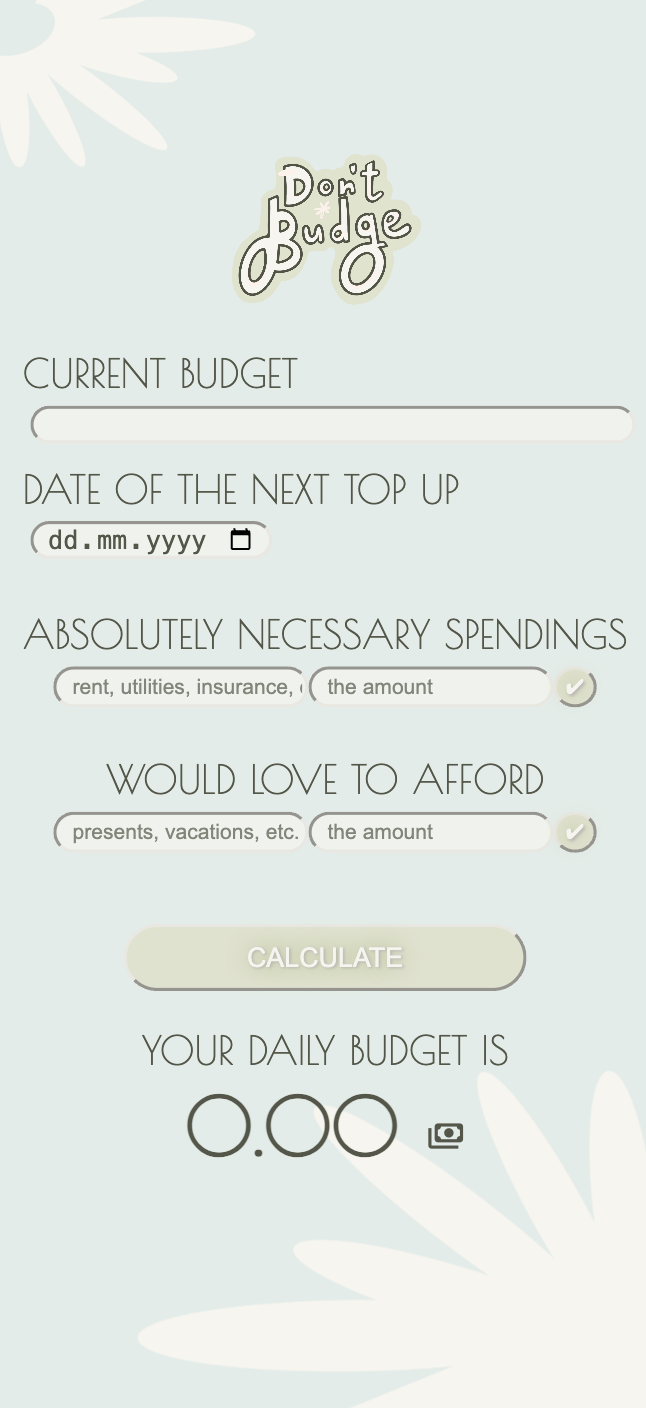 Don't
Budge
CURRENT BUDGET
DATE OF THE NEXT TOP UP
dd.mm.yyyy
ABSOLUTELY NECESSARY SPENDINGS
rent, utilities, insurance, the amount ✔
WOULD LOVE TO AFFORD
presents, vacations, etc. the amount ✔
CALCULATE
YOUR DAILY BUDGET IS
0.00